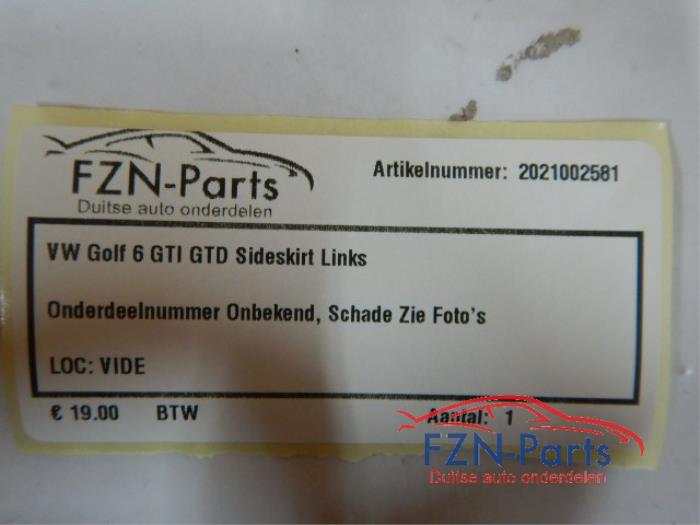 FZN-Parts
Duitse auto onderdelen
Artikelnummer: 2021002581
VW Golf 6 GTI GTD Sideskirt Links
Onderdeelnummer Onbekend, Schade Zie Foto's
LOC: VIDE
€ 19.00 BTW Aantal: 1
FZN-Parts
Duitse auto onderdelen